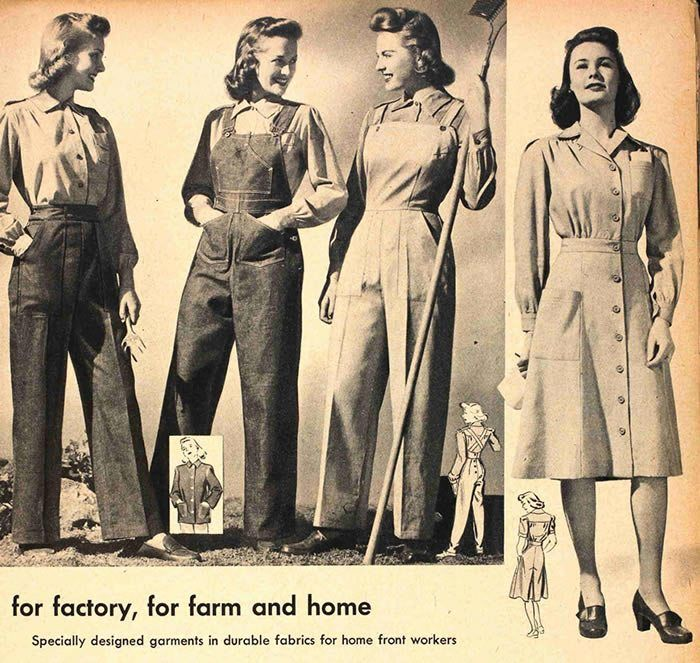 for factory, for farm and home
Specially designed garments in durable fabrics for home front workers